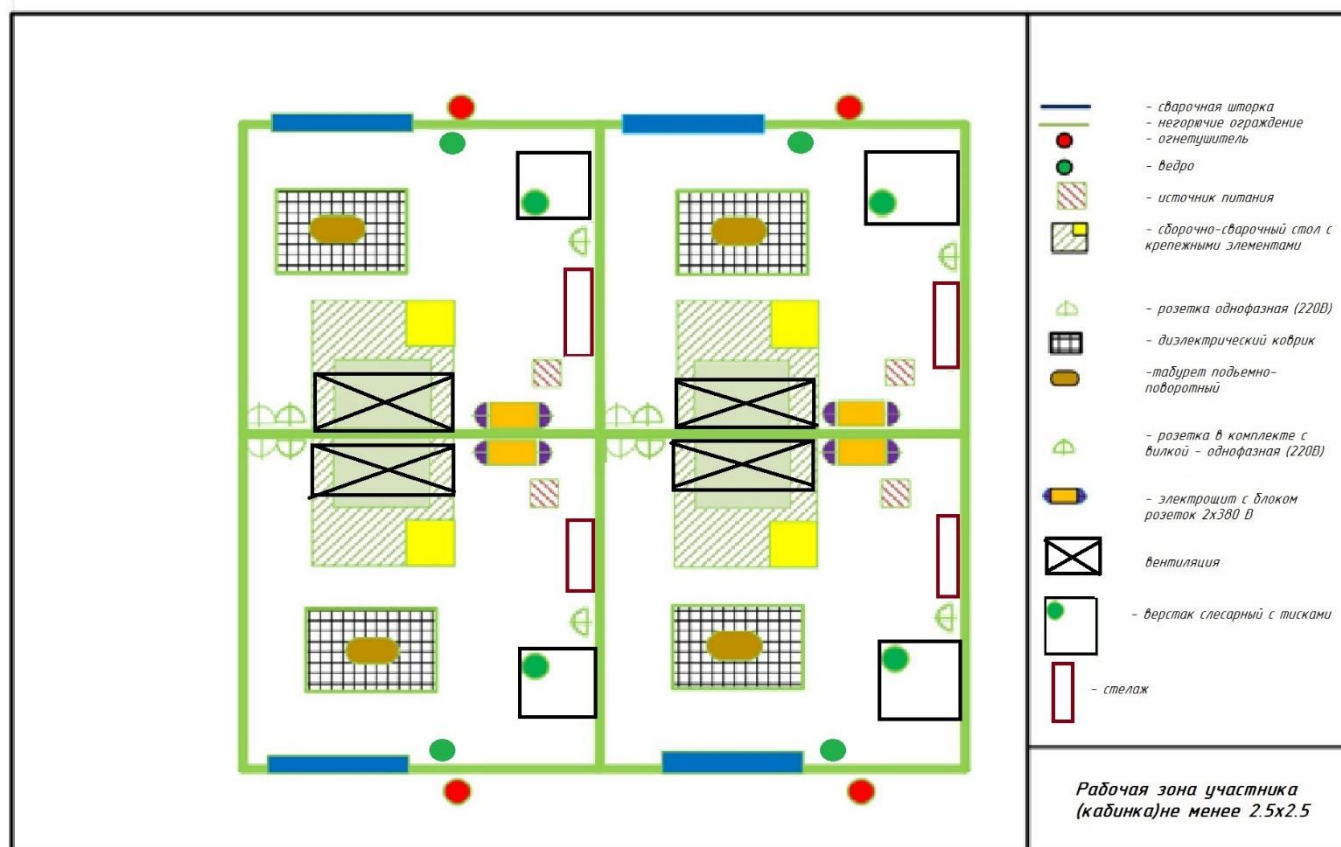 - сварочная шторка
- негорючие ограждение
- огнетушитель
- ведро
- источник питания
- сборочно-сварочный стол с
крепежными элементами
- розетка однофазная (220В)
- диэлектрический коврик
-табурет подьемно-
поворотный
- розетка в комплекте с
вилкой - однофазная (220В)
- электрощит с блоком
розеток 2х380 В
вентиляция
- верстак слесарный с тисками
- стелаж
Рабочая зона участника
(кабинка)не менее 2.5х2.5